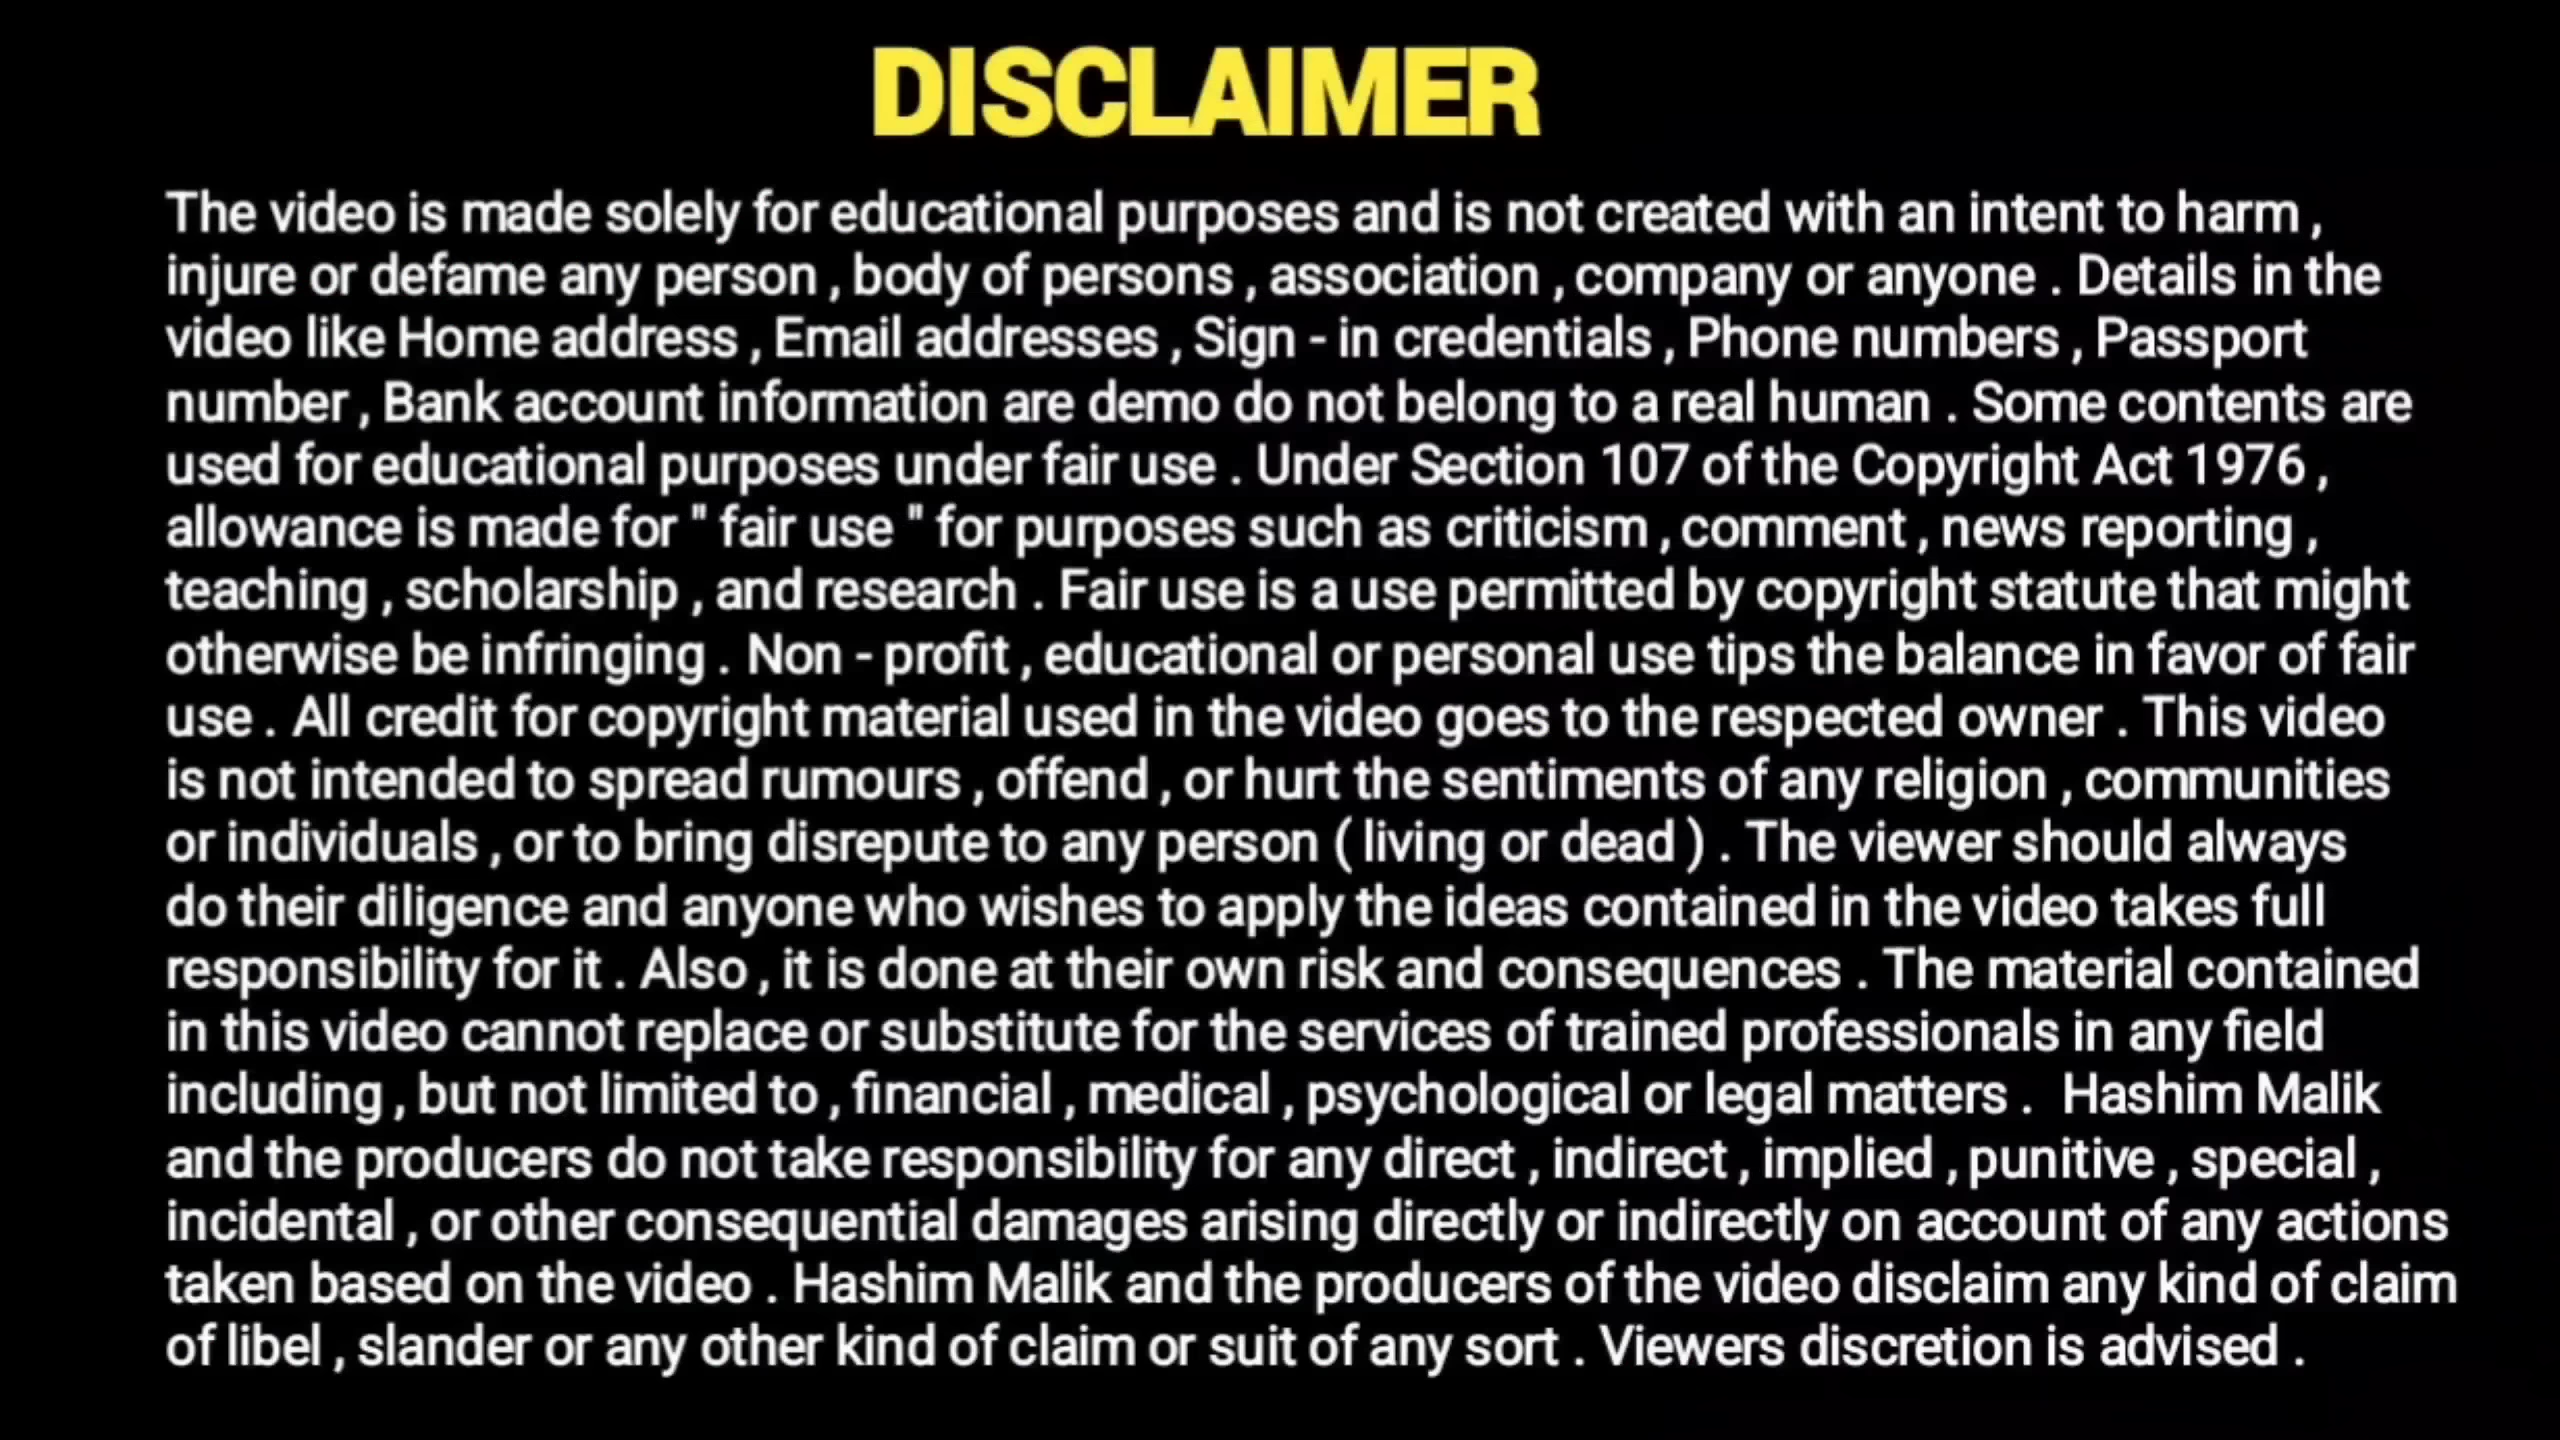 DISCLAIMER
The video is made solely for educational purposes and is not created with an intent to harm ,
injure or defame any person , body of persons , association , company or anyone . Details in the
video like Home address , Email addresses , Sign - in credentials , Phone numbers , Passport
number , Bank account information are demo do not belong to a real human . Some contents are
used for educational purposes under fair use . Under Section 107 of the Copyright Act 1976 ,
allowance is made for " fair use " for purposes such as criticism , comment , news reporting ,
teaching , scholarship , and research . Fair use is a use permitted by copyright statute that might
otherwise be infringing . Non - profit , educational or personal use tips the balance in favor of fair
use . All credit for copyright material used in the video goes to the respected owner . This video
is not intended to spread rumours , offend , or hurt the sentiments of any religion , communities
or individuals , or to bring disrepute to any person ( living or dead ) . The viewer should always
do their diligence and anyone who wishes to apply the ideas contained in the video takes full
responsibility for it . Also , it is done at their own risk and consequences . The material contained
in this video cannot replace or substitute for the services of trained professionals in any field
including , but not limited to , financial , medical , psychological or legal matters . Hashim Malik
and the producers do not take responsibility for any direct , indirect , implied , punitive , special ,
incidental , or other consequential damages arising directly or indirectly on account of any actions
taken based on the video . Hashim Malik and the producers of the video disclaim any kind of claim
of libel , slander or any other kind of claim or suit of any sort . Viewers discretion is advised .